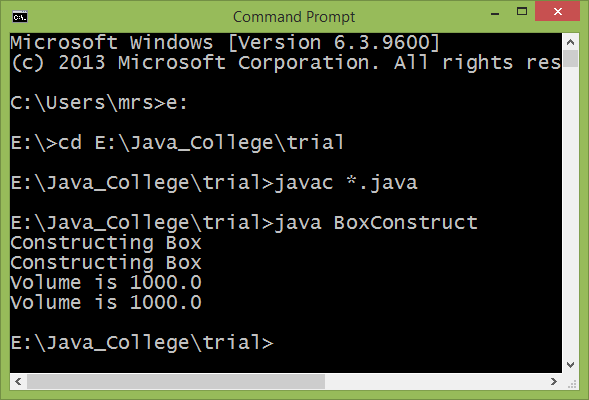 Command Prompt
Microsoft Windows [Version 6.3.9600]
(c) 2013 Microsoft Corporation. All rights res
C:\Users\mrs>e:
E:\>cd E:\Java_College\trial
E:\Java_College\trial>javac *.java
E:\Java_College\trial>java BoxConstruct
Constructing Box
Constructing Box
Volume is 1000.0
Volume is 1000.0
E:\Java_College\trial>